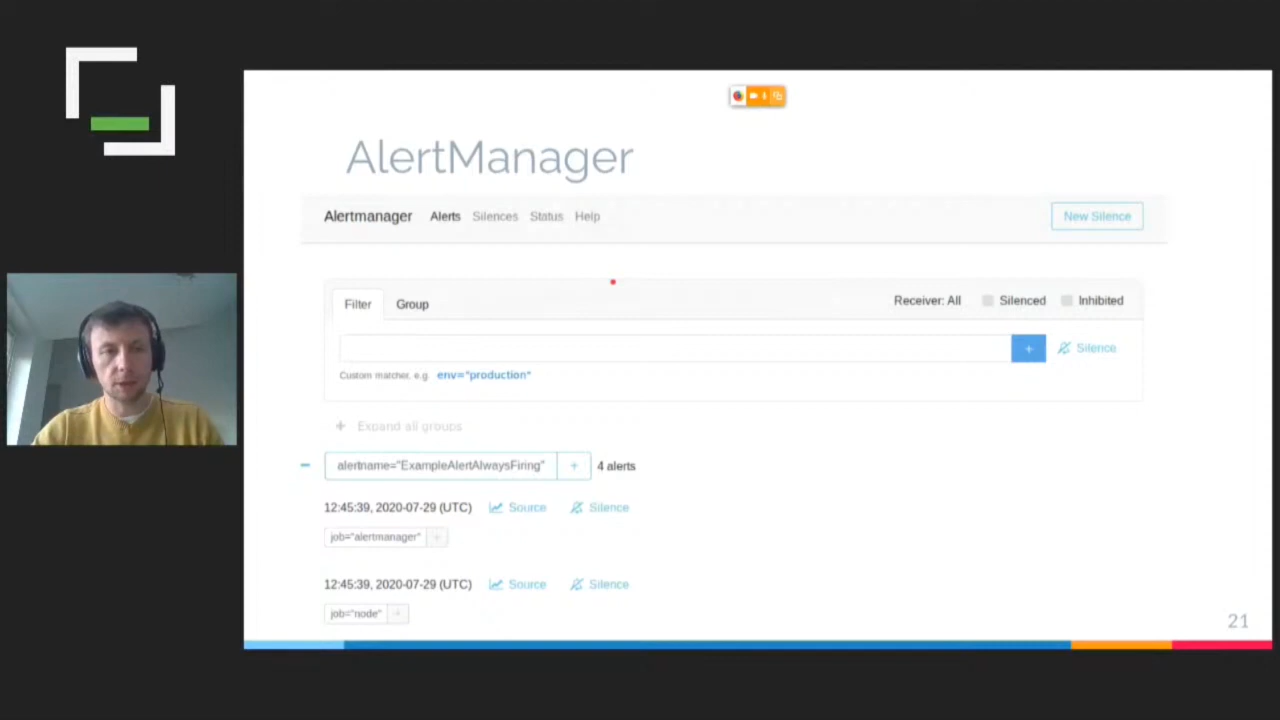 AlertManager
Alertmanager Alerts Silences Status Help New Silence
Filter Group Receiver: All Silenced Inhibited
+ Silence
Custom matcher, e.g. env="production"
+ Expand all groups
− alertname="ExampleAlertAlwaysFiring" + 4 alerts
12:45:39, 2020-07-29 (UTC) Source Silence
job="alertmanager" +
12:45:39, 2020-07-29 (UTC) Source Silence
job="node" +
21